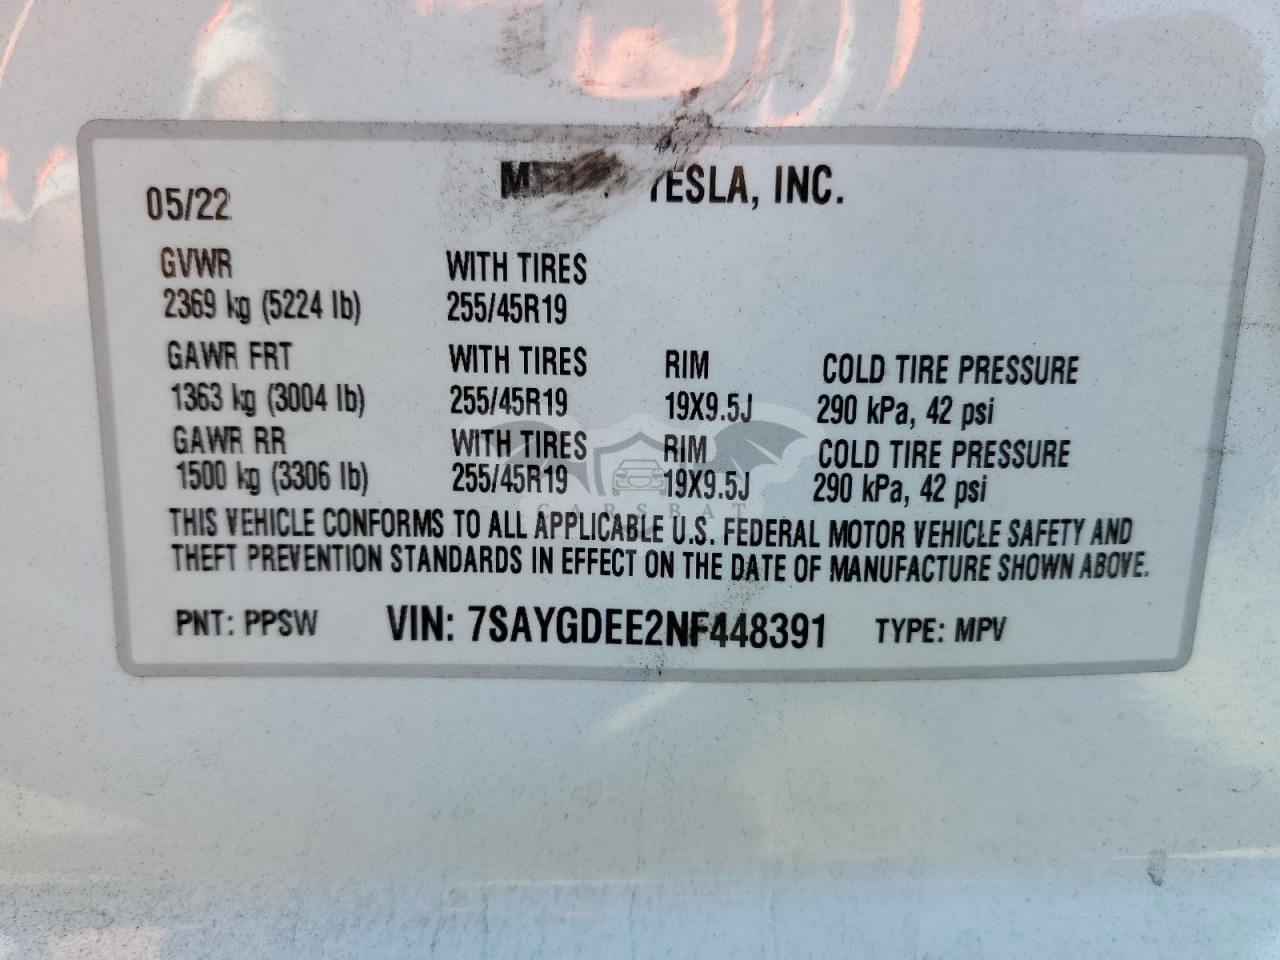 05/22 TESLA, INC.
GVWR WITH TIRES
2369 kg (5224 lb) 255/45R19
GAWR FRT WITH TIRES RIM COLD TIRE PRESSURE
1363 kg (3004 lb) 255/45R19 19X9.5J 290 kPa, 42 psi
GAWR RR WITH TIRES RIM COLD TIRE PRESSURE
1500 kg (3306 lb) 255/45R19 19X9.5J 290 kPa, 42 psi
CARSBAT
THIS VEHICLE CONFORMS TO ALL APPLICABLE U.S. FEDERAL MOTOR VEHICLE SAFETY AND
THEFT PREVENTION STANDARDS IN EFFECT ON THE DATE OF MANUFACTURE SHOWN ABOVE.
PNT: PPSW VIN: 7SAYGDEE2NF448391 TYPE: MPV